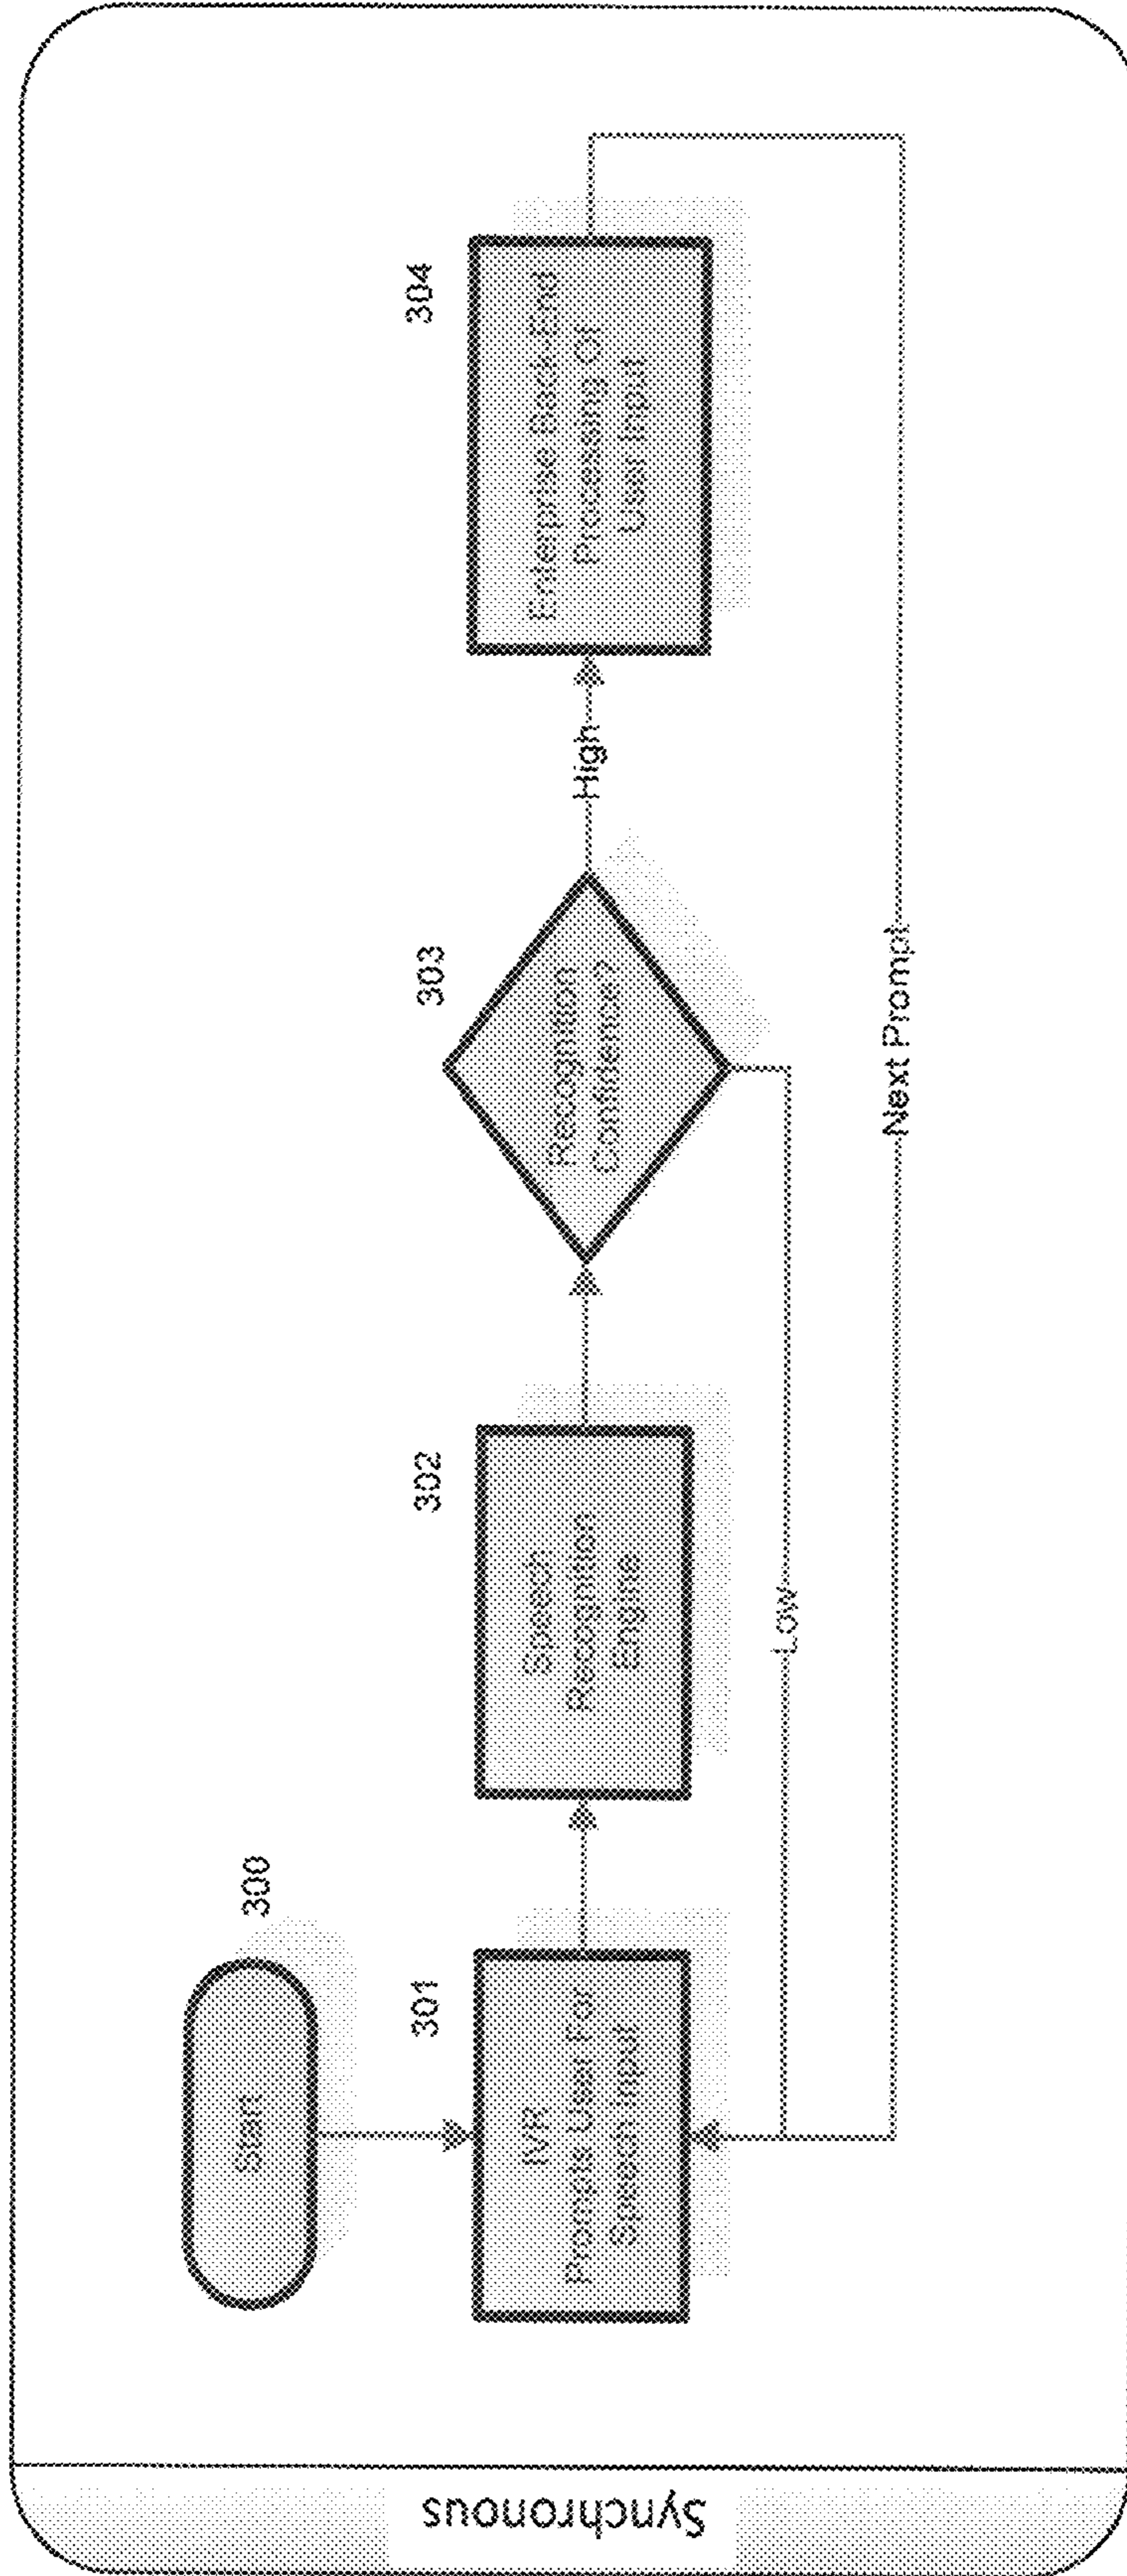 Synchronous
300
Start
301
IVR
Prompts User For
Speech Input
302
Speech
Recognition
Engine
303
Recognition
Confidence?
High
304
Enterprise Back-End
Processing Of
User Input
Low
Next Prompt